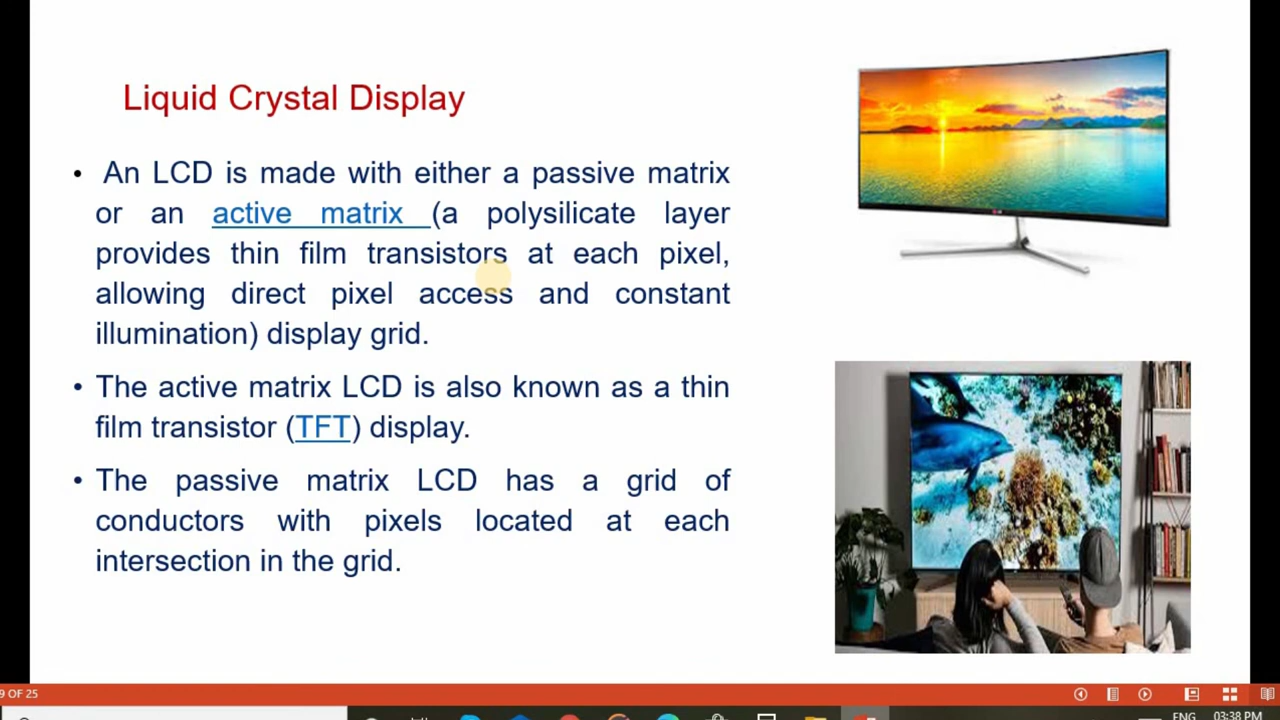 Liquid Crystal Display
• An LCD is made with either a passive matrix
or an active matrix (a polysilicate layer
provides thin film transistors at each pixel,
allowing direct pixel access and constant
illumination) display grid.
• The active matrix LCD is also known as a thin
film transistor (TFT) display.
• The passive matrix LCD has a grid of
conductors with pixels located at each
intersection in the grid.
9 OF 25
ENG 03:38 PM